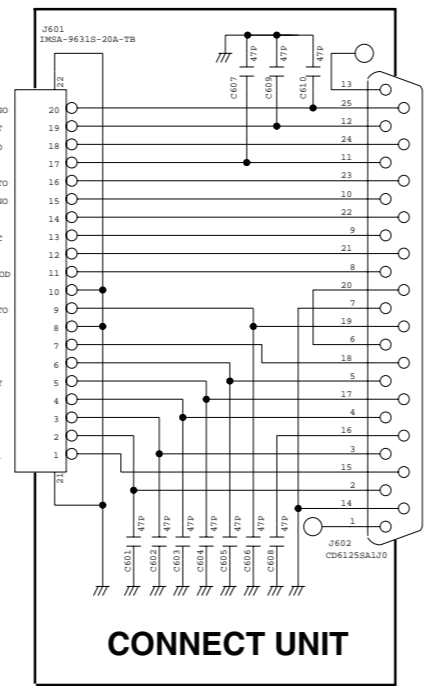 J601
IMSA-9631S-20A-TB
22
20
19
18
17
16
15
14
13
12
11
10
9
8
7
6
5
4
3
2
1
21
47P
47P
47P
C607
C609
C610
13
25
12
24
11
23
10
22
9
21
8
20
7
19
6
18
5
17
4
16
3
15
2
14
1
J602
CD6125SA1J0
47P
47P
47P
47P
47P
47P
47P
C601
C602
C603
C604
C605
C606
C608
CONNECT UNIT